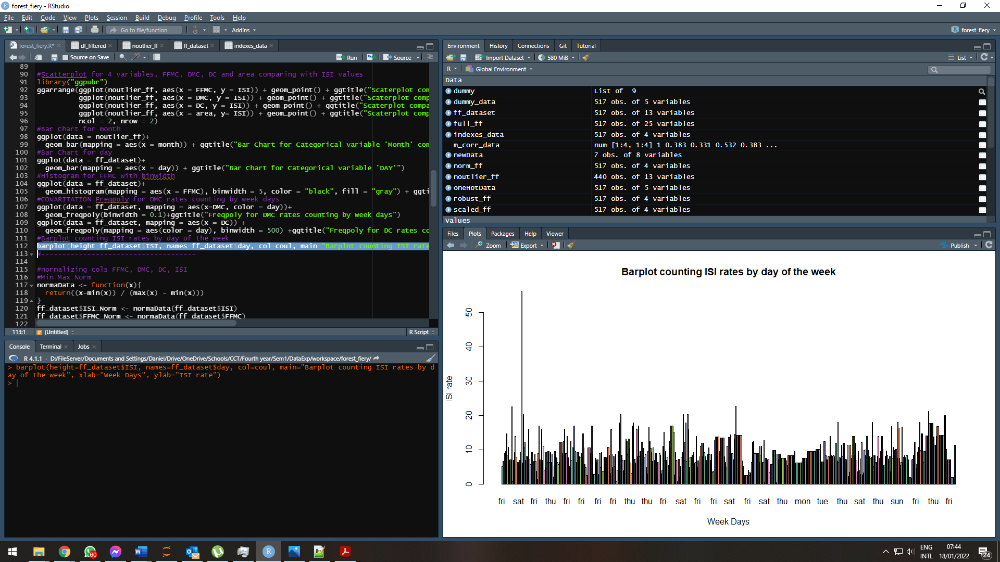 forest_fiery - RStudio
File Edit Code View Plots Session Build Debug Profile Tools Help
Go to file/function Addins forest_fiery
forest_fiery.R* df_filtered noutlier_ff ff_dataset indexes_data
Source on Save Run Source
89
90 #Scatterplot for 4 variables, FFMC, DMC, DC and area comparing with ISI values
91 library("ggpubr")
92 ggarrange(ggplot(noutlier_ff, aes(x = FFMC, y = ISI)) + geom_point() + ggtitle("Scaterplot com
93 ggplot(noutlier_ff, aes(x = DMC, y = ISI)) + geom_point() + ggtitle("Scaterplot comp
94 ggplot(noutlier_ff, aes(x = DC, y = ISI)) + geom_point() + ggtitle("Scaterplot compa
95 ggplot(noutlier_ff, aes(x = area, y= ISI)) + geom_point() + ggtitle("Scaterplot comp
96 ncol = 2, nrow = 2)
97 #Bar Chart for month
98 ggplot(data = noutlier_ff)+
99 geom_bar(mapping = aes(x = month)) + ggtitle("Bar Chart for Categorical variable 'Month' com
100 #Bar Chart for day
101 ggplot(data = ff_dataset)+
102 geom_bar(mapping = aes(x = day)) + ggtitle("Bar Chart for Categorical variable 'DAY'")
103 #Histogram for FFMC with binwidth
104 ggplot(data = ff_dataset)+
105 geom_histogram(mapping = aes(x = FFMC), binwidth = 5, color = "black", fill = "gray") + ggti
106 #COVARITATION Freqpoly for DMC rates counting by week days
107 ggplot(data = ff_dataset, mapping = aes(x=DMC, color = day))+
108 geom_freqpoly(binwidth = 0.1)+ggtitle("Freqpoly for DMC rates counting by week days")
109 ggplot(data = ff_dataset, mapping = aes(x = DC)) +
110 geom_freqpoly(mapping = aes(color = day), binwidth = 500) +ggtitle("Freqpoly for DC rates co
111 #Barplot counting ISI rates by day of the week
112 barplot(height=ff_dataset$ISI, names=ff_dataset$day, col=coul, main="Barplot counting ISI rate
113 #-------------------------------------
114
115 #normalizing cols FFMC, DMC, DC, ISI
116 #Min Max Norm
117 normaData <- function(x){
118 return((x-min(x)) / (max(x) - min(x)))
119 }
120 ff_dataset$ISI_Norm <- normaData(ff_dataset$ISI)
121 ff_dataset$FFMC_Norm <- normaData(ff_dataset$FFMC)
122
113:1 # (Untitled) R Script
Console Terminal Jobs
R 4.1.1 · D:/FileServer/Documents and Settings/Daniel/Drive/OneDrive/Schools/CCT/Fourth year/Sem1/DataExp/workspace/forest_fiery/
> barplot(height=ff_dataset$ISI, names=ff_dataset$day, col=coul, main="Barplot counting ISI rates by d
ay of the week", xlab="Week Days", ylab="ISI rate")
>
Environment History Connections Git Tutorial
Import Dataset 580 MiB List
R Global Environment
Data
dummy List of 9
dummy_data 517 obs. of 5 variables
ff_dataset 517 obs. of 13 variables
full_ff 517 obs. of 25 variables
indexes_data 517 obs. of 4 variables
m_corr_data num [1:4, 1:4] 1 0.383 0.331 0.532 0.383 ...
newData 7 obs. of 8 variables
norm_ff 517 obs. of 4 variables
noutlier_ff 440 obs. of 13 variables
oneHotData 517 obs. of 5 variables
robust_ff 517 obs. of 4 variables
scaled_ff 517 obs. of 4 variables
Values
Files Plots Packages Help Viewer
Zoom Export Publish
Barplot counting ISI rates by day of the week
50
40
30
20
10
0
ISI rate
fri sat fri thu fri fri fri fri thu thu fri sat fri fri sat fri sat thu mon tue thu sat thu sun fri thu fri
Week Days
60
ENG
INTL
07:44
18/01/2022
24